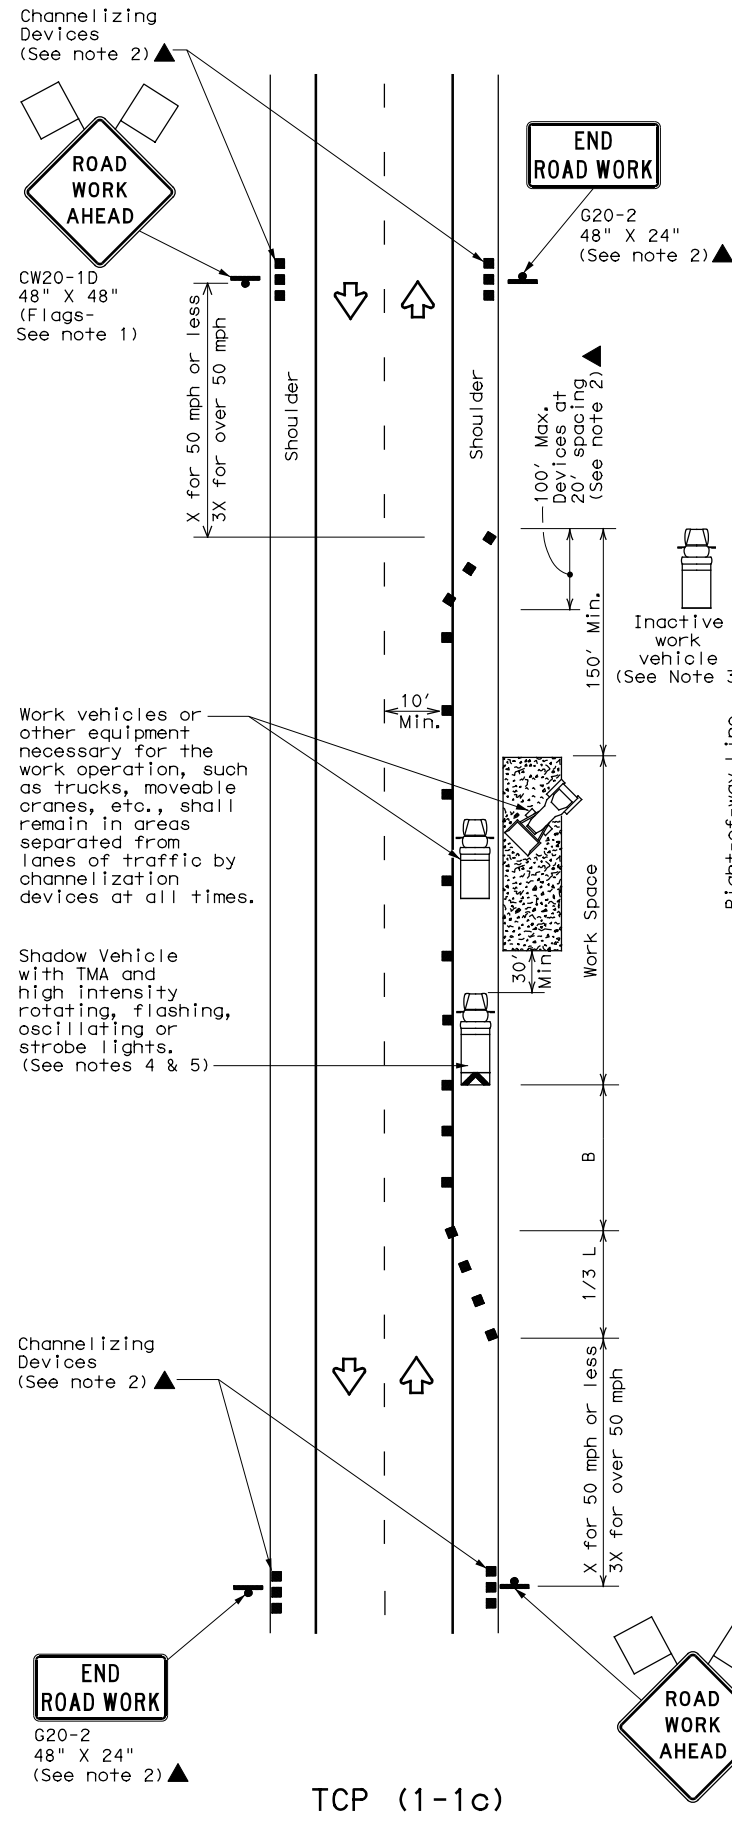 Channelizing
Devices
(See note 2)
ROAD
WORK
AHEAD
CW20-1D
48" X 48"
(Flags-
See note 1)
END
ROAD WORK
G20-2
48" X 24"
(See note 2)
X for 50 mph or less
3X for over 50 mph
Shoulder
Shoulder
100' Max.
Devices at
20' spacing
(See note 2)
Inactive
work
vehicle
(See Note 3
150' Min.
10'
Min.
Right-of-way Line
Work vehicles or
other equipment
necessary for the
work operation, such
as trucks, moveable
cranes, etc., shall
remain in areas
separated from
lanes of traffic by
channelization
devices at all times.
Work Space
30'
Min.
Shadow Vehicle
with TMA and
high intensity
rotating, flashing,
oscillating or
strobe lights.
(See notes 4 & 5)
B
1/3 L
Channelizing
Devices
(See note 2)
X for 50 mph or less
3X for over 50 mph
END
ROAD WORK
G20-2
48" X 24"
(See note 2)
ROAD
WORK
AHEAD
TCP (1-1c)